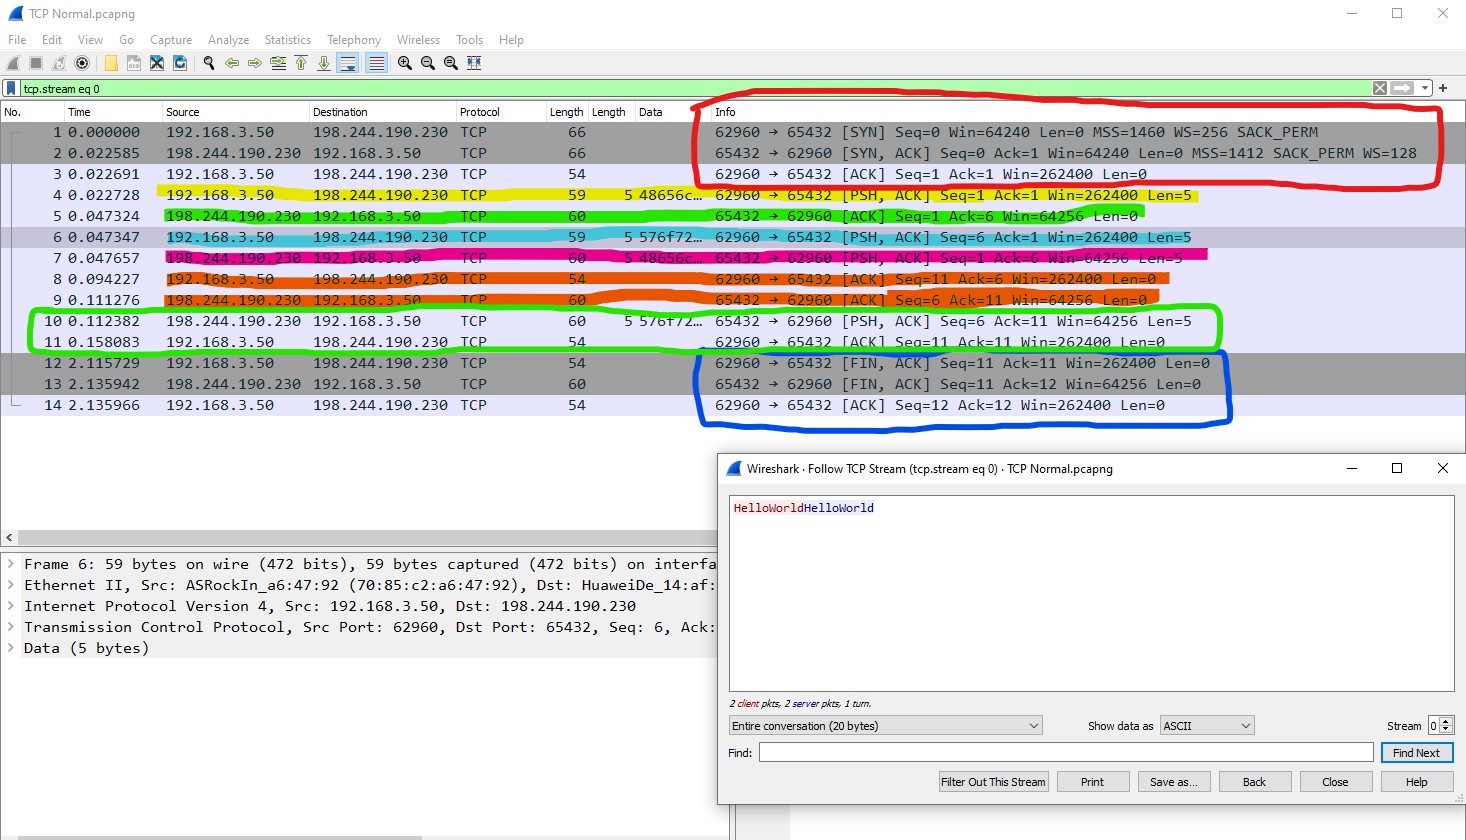 TCP Normal.pcapng
File Edit View Go Capture Analyze Statistics Telephony Wireless Tools Help
tcp.stream eq 0
No. Time Source Destination Protocol Length Length Data Info
1 0.000000 192.168.3.50 198.244.190.230 TCP 66 62960 → 65432 [SYN] Seq=0 Win=64240 Len=0 MSS=1460 WS=256 SACK_PERM
2 0.022585 198.244.190.230 192.168.3.50 TCP 66 65432 → 62960 [SYN, ACK] Seq=0 Ack=1 Win=64240 Len=0 MSS=1412 SACK_PERM WS=128
3 0.022691 192.168.3.50 198.244.190.230 TCP 54 62960 → 65432 [ACK] Seq=1 Ack=1 Win=262400 Len=0
4 0.022728 192.168.3.50 198.244.190.230 TCP 59 5 48656c… 62960 → 65432 [PSH, ACK] Seq=1 Ack=1 Win=262400 Len=5
5 0.047324 198.244.190.230 192.168.3.50 TCP 60 65432 → 62960 [ACK] Seq=1 Ack=6 Win=64256 Len=0
6 0.047347 192.168.3.50 198.244.190.230 TCP 59 5 576f72… 62960 → 65432 [PSH, ACK] Seq=6 Ack=1 Win=262400 Len=5
7 0.047657 198.244.190.230 192.168.3.50 TCP 60 5 48656c… 65432 → 62960 [PSH, ACK] Seq=1 Ack=6 Win=64256 Len=5
8 0.094227 192.168.3.50 198.244.190.230 TCP 54 62960 → 65432 [ACK] Seq=11 Ack=6 Win=262400 Len=0
9 0.111276 198.244.190.230 192.168.3.50 TCP 60 65432 → 62960 [ACK] Seq=6 Ack=11 Win=64256 Len=0
10 0.112382 198.244.190.230 192.168.3.50 TCP 60 5 576f72… 65432 → 62960 [PSH, ACK] Seq=6 Ack=11 Win=64256 Len=5
11 0.158083 192.168.3.50 198.244.190.230 TCP 54 62960 → 65432 [ACK] Seq=11 Ack=11 Win=262400 Len=0
12 2.115729 192.168.3.50 198.244.190.230 TCP 54 62960 → 65432 [FIN, ACK] Seq=11 Ack=11 Win=262400 Len=0
13 2.135942 198.244.190.230 192.168.3.50 TCP 60 65432 → 62960 [FIN, ACK] Seq=11 Ack=12 Win=64256 Len=0
14 2.135966 192.168.3.50 198.244.190.230 TCP 54 62960 → 65432 [ACK] Seq=12 Ack=12 Win=262400 Len=0
Frame 6: 59 bytes on wire (472 bits), 59 bytes captured (472 bits) on interfa
Ethernet II, Src: ASRockIn_a6:47:92 (70:85:c2:a6:47:92), Dst: HuaweiDe_14:af:
Internet Protocol Version 4, Src: 192.168.3.50, Dst: 198.244.190.230
Transmission Control Protocol, Src Port: 62960, Dst Port: 65432, Seq: 6, Ack:
Data (5 bytes)
Wireshark · Follow TCP Stream (tcp.stream eq 0) · TCP Normal.pcapng
HelloWorldHelloWorld
2 client pkts, 2 server pkts, 1 turn.
Entire conversation (20 bytes) Show data as ASCII Stream 0
Find: Find Next
Filter Out This Stream Print Save as… Back Close Help